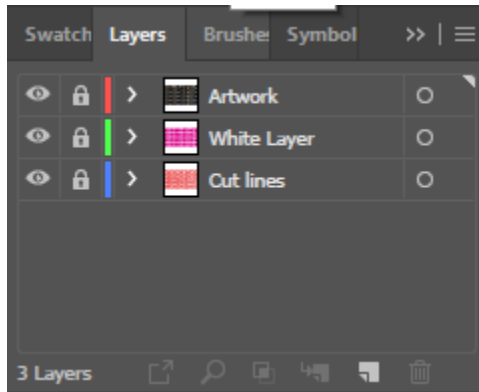 Swatch Layers Brushe Symbol
Artwork
White Layer
Cut lines
3 Layers